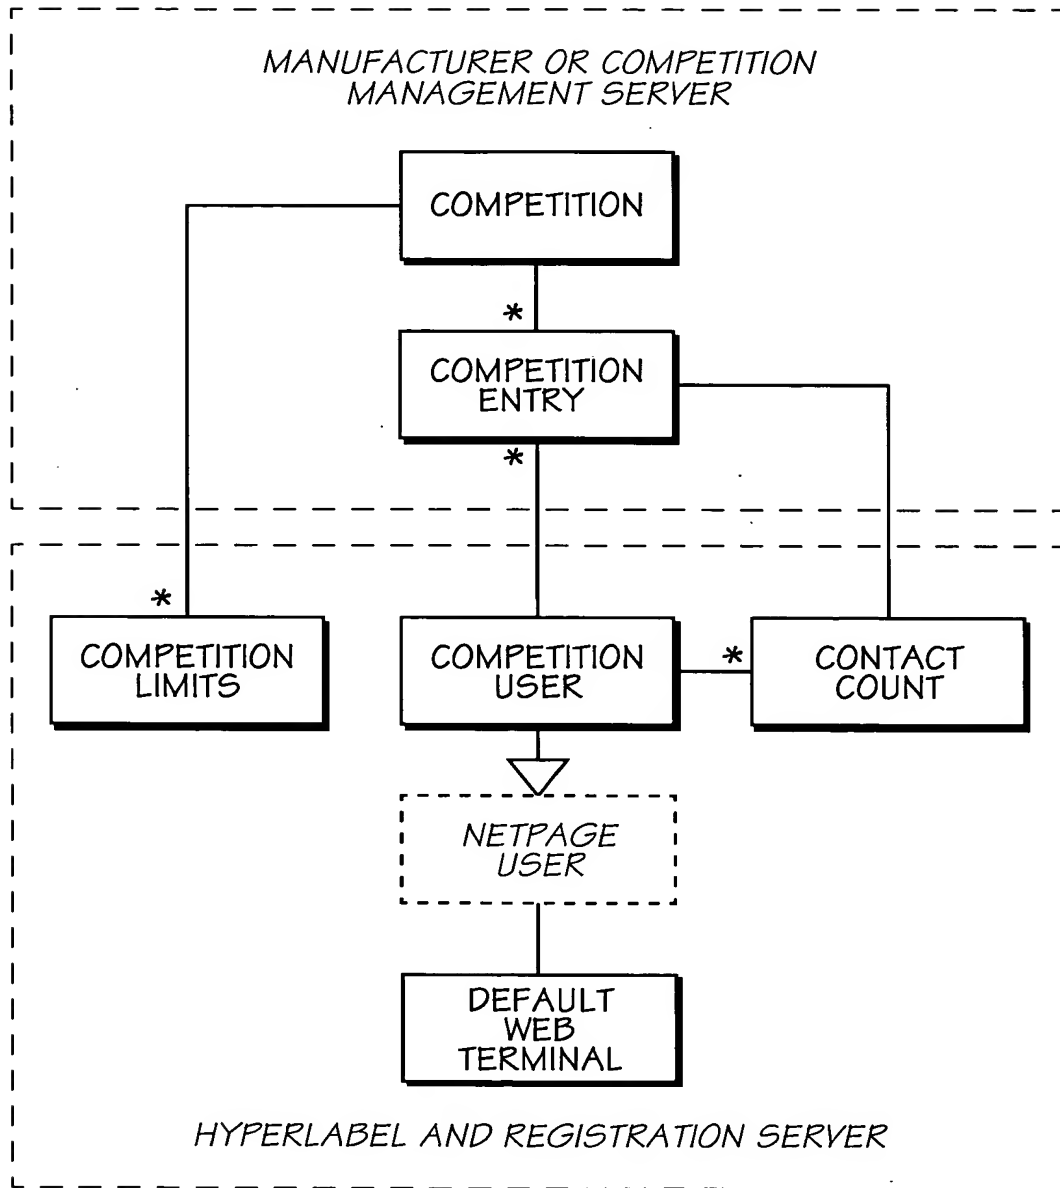 MANUFACTURER OR COMPETITION
MANAGEMENT SERVER
COMPETITION
*
COMPETITION
ENTRY
*
*
COMPETITION
LIMITS
COMPETITION
USER
*
CONTACT
COUNT
NETPAGE
USER
DEFAULT
WEB
TERMINAL
HYPERLABEL AND REGISTRATION SERVER